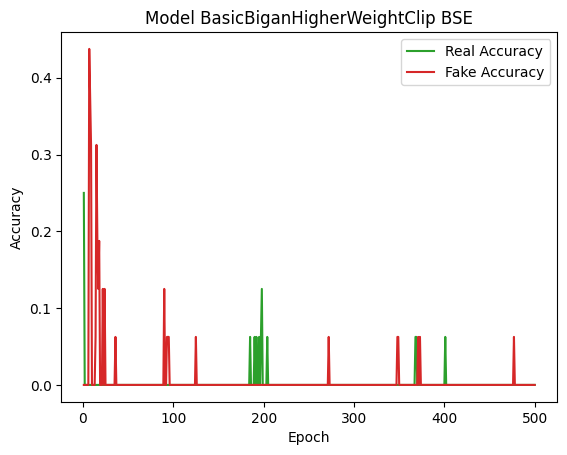 Model BasicBiganHigherWeightClip BSE
Real Accuracy
Fake Accuracy
Accuracy
0.4
0.3
0.2
0.1
0.0
0 100 200 300 400 500
Epoch